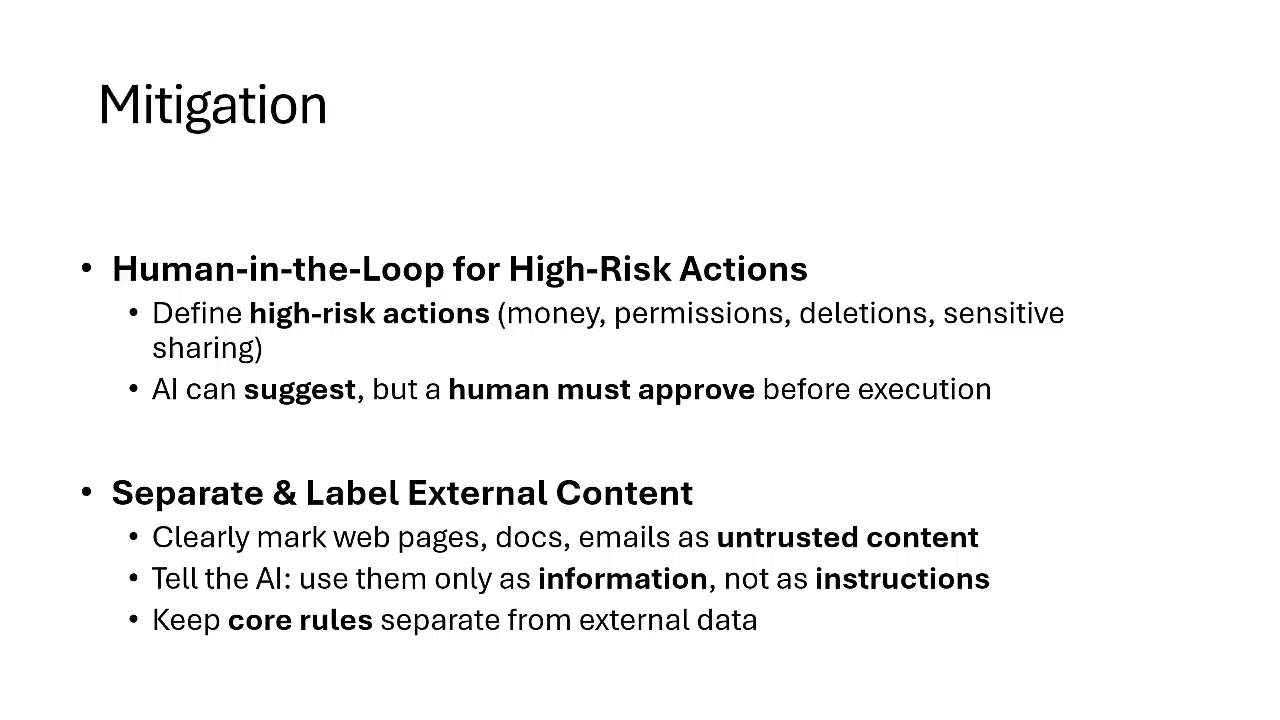 Mitigation
• Human-in-the-Loop for High-Risk Actions
• Define high-risk actions (money, permissions, deletions, sensitive
sharing)
• AI can suggest, but a human must approve before execution
• Separate & Label External Content
• Clearly mark web pages, docs, emails as untrusted content
• Tell the AI: use them only as information, not as instructions
• Keep core rules separate from external data